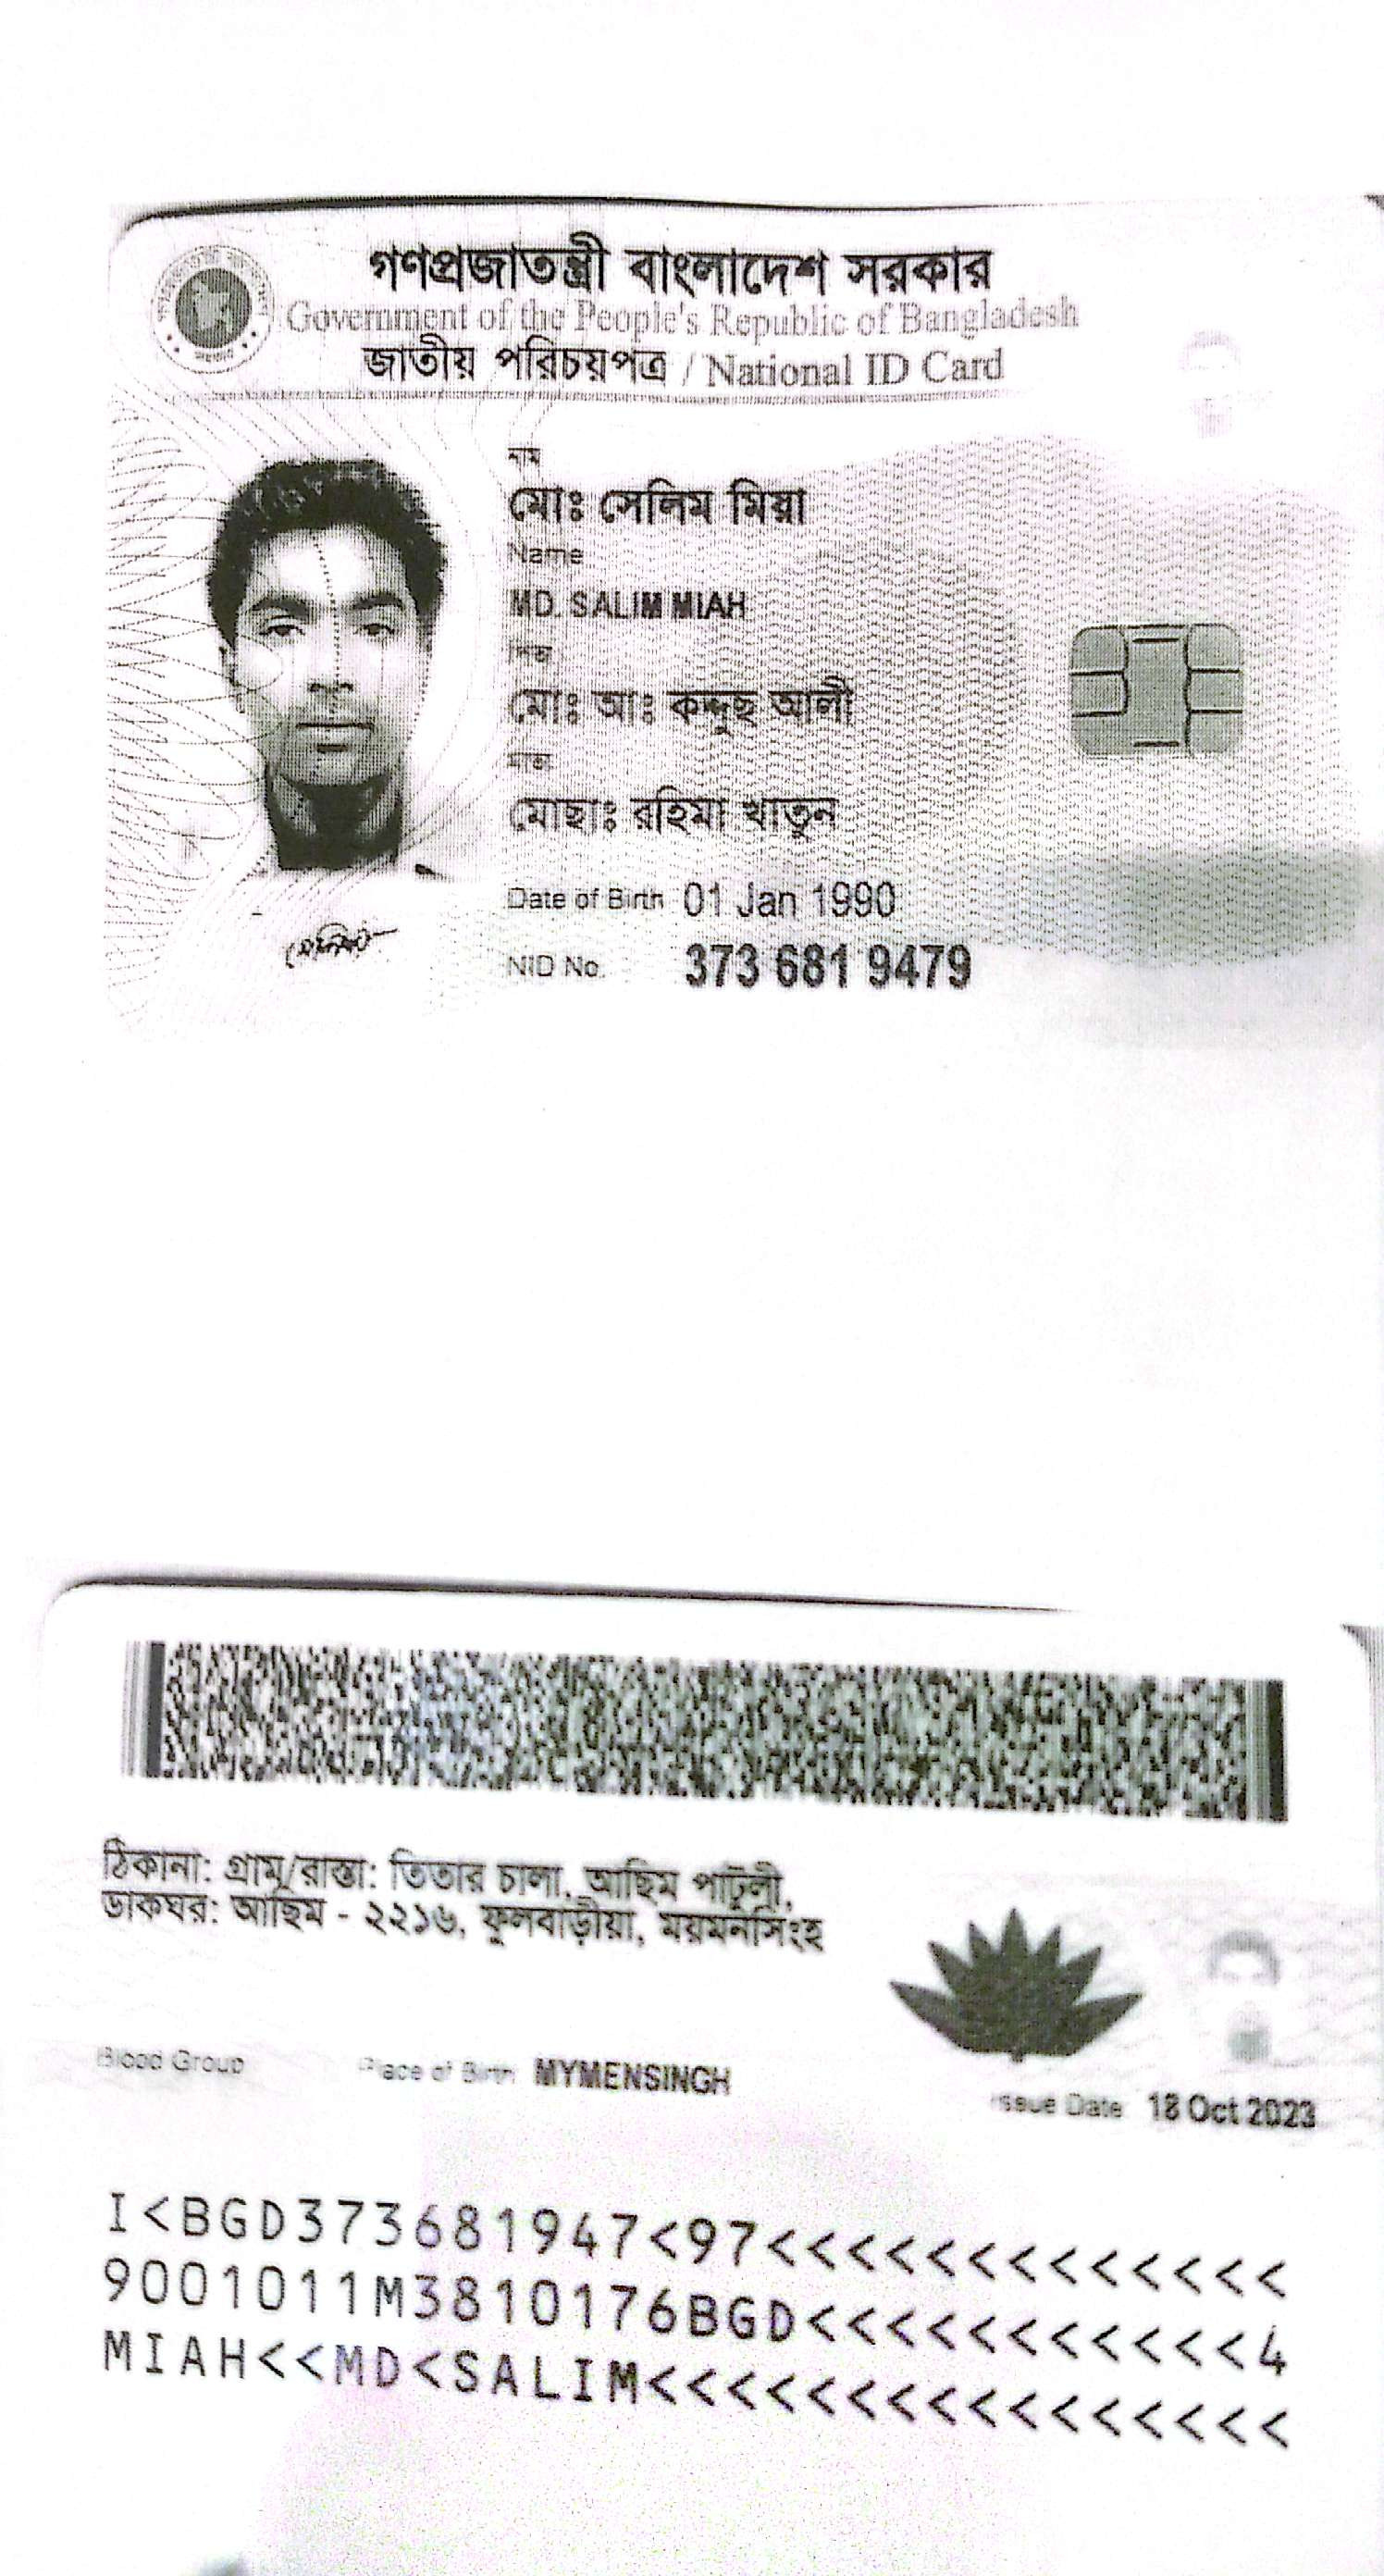 গণপ্রজাতন্ত্রী বাংলাদেশ সরকার
Government of the People's Republic of Bangladesh
জাতীয় পরিচয়পত্র / National ID Card
নাম
মোঃ সেলিম মিয়া
Name
MD. SALIM MIAH
পিতা
মোঃ আঃ কদ্দুছ আলী
মাতা
মোছাঃ রহিমা খাতুন
Date of Birth 01 Jan 1990
NID No. 373 681 9479
ঠিকানা: গ্রাম/রাস্তা: তিতার চালা, আছিম পাটুলী,
ডাকঘর: আছিম - ২২১৬, ফুলবাড়ীয়া, ময়মনসিংহ
Blood Group Place of Birth MYMENSINGH
Issue Date 18 Oct 2023
I<BGD373681947<97<<<<<<<<<<<<<
9001011M3810176BGD<<<<<<<<<<<4
MIAH<<MD<SALIM<<<<<<<<<<<<<<<<